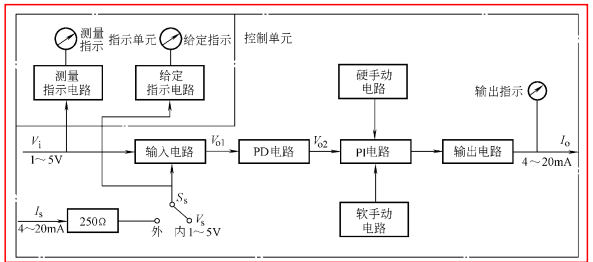 测量
指示
指示单元
给定指示
控制单元
测量
指示电路
给定
指示电路
硬手动
电路
输出指示
Vi
1～5V
输入电路
Vo1
PD电路
Vo2
PI电路
输出电路
Io
4～20mA
Ss
Is
4～20mA
250Ω
外
内
Vs
1～5V
软手动
电路